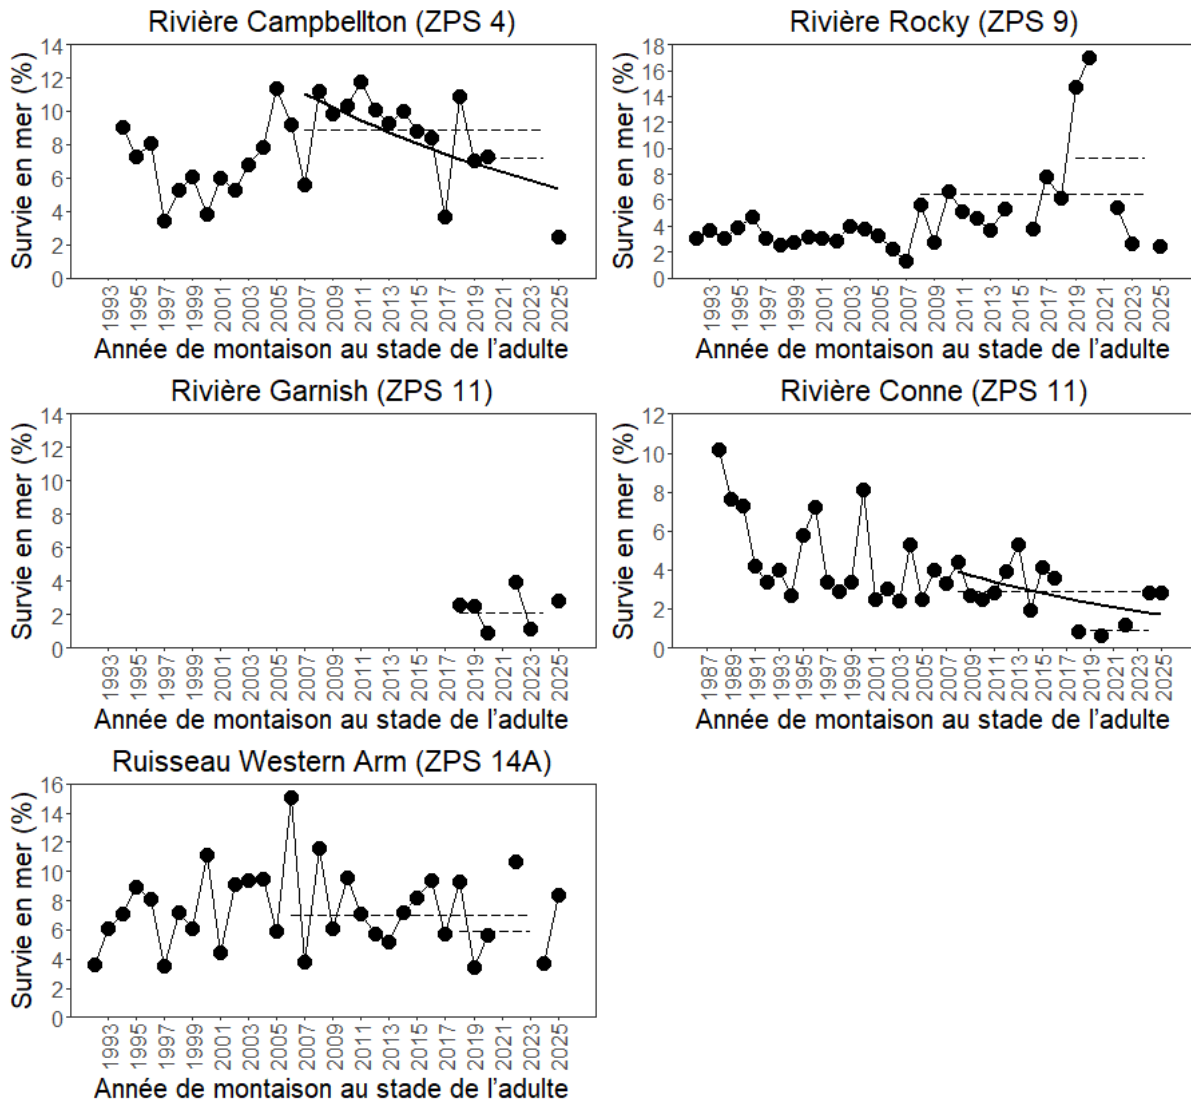 Rivière Campbellton (ZPS 4)
Survie en mer (%)
14
12
10
8
6
4
2
0
1993 1995 1997 1999 2001 2003 2005 2007 2009 2011 2013 2015 2017 2019 2021 2023 2025
Année de montaison au stade de l’adulte
Rivière Rocky (ZPS 9)
Survie en mer (%)
18
16
14
12
10
8
6
4
2
0
1993 1995 1997 1999 2001 2003 2005 2007 2009 2011 2013 2015 2017 2019 2021 2023 2025
Année de montaison au stade de l’adulte
Rivière Garnish (ZPS 11)
Survie en mer (%)
14
12
10
8
6
4
2
0
1993 1995 1997 1999 2001 2003 2005 2007 2009 2011 2013 2015 2017 2019 2021 2023 2025
Année de montaison au stade de l’adulte
Rivière Conne (ZPS 11)
Survie en mer (%)
12
10
8
6
4
2
0
1987 1989 1991 1993 1995 1997 1999 2001 2003 2005 2007 2009 2011 2013 2015 2017 2019 2021 2023 2025
Année de montaison au stade de l’adulte
Ruisseau Western Arm (ZPS 14A)
Survie en mer (%)
16
14
12
10
8
6
4
2
0
1993 1995 1997 1999 2001 2003 2005 2007 2009 2011 2013 2015 2017 2019 2021 2023 2025
Année de montaison au stade de l’adulte